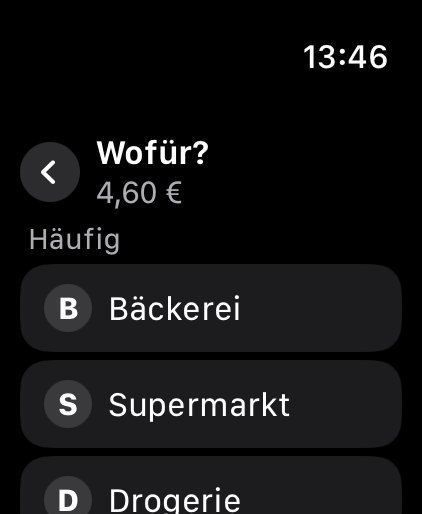 13:46
Wofür?
4,60 €
Häufig
B Bäckerei
S Supermarkt
D Drogerie